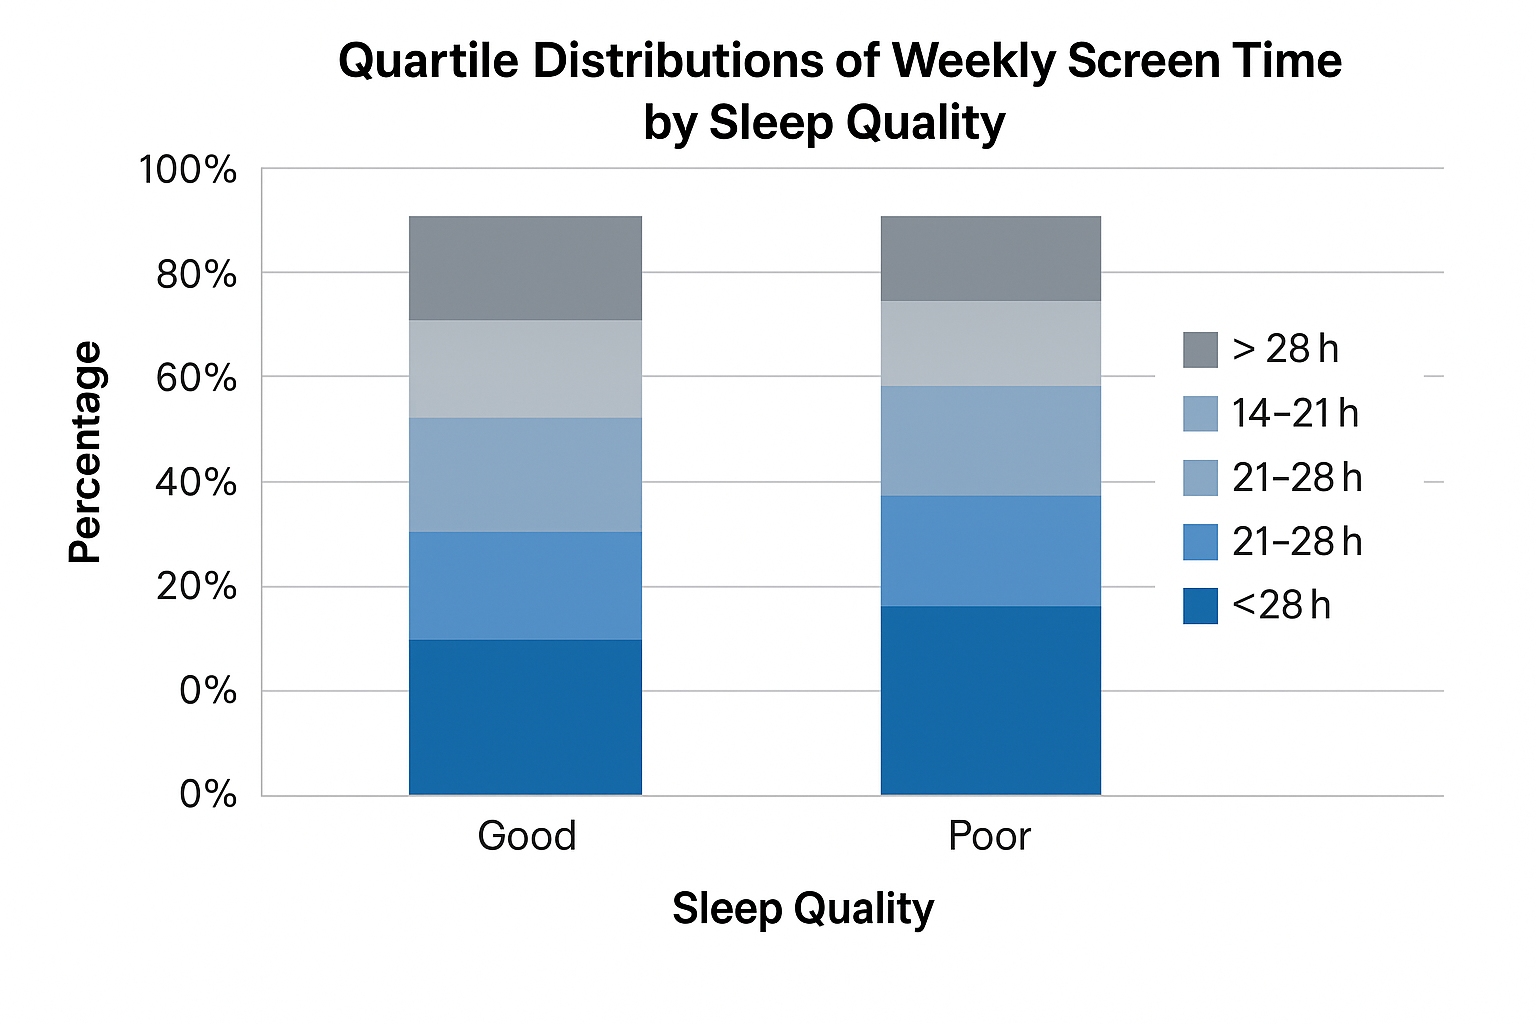 Quartile Distributions of Weekly Screen Time
by Sleep Quality
100%
80%
60%
40%
20%
0%
0%
Percentage
> 28 h
14–21 h
21–28 h
21–28 h
<28 h
Good
Poor
Sleep Quality